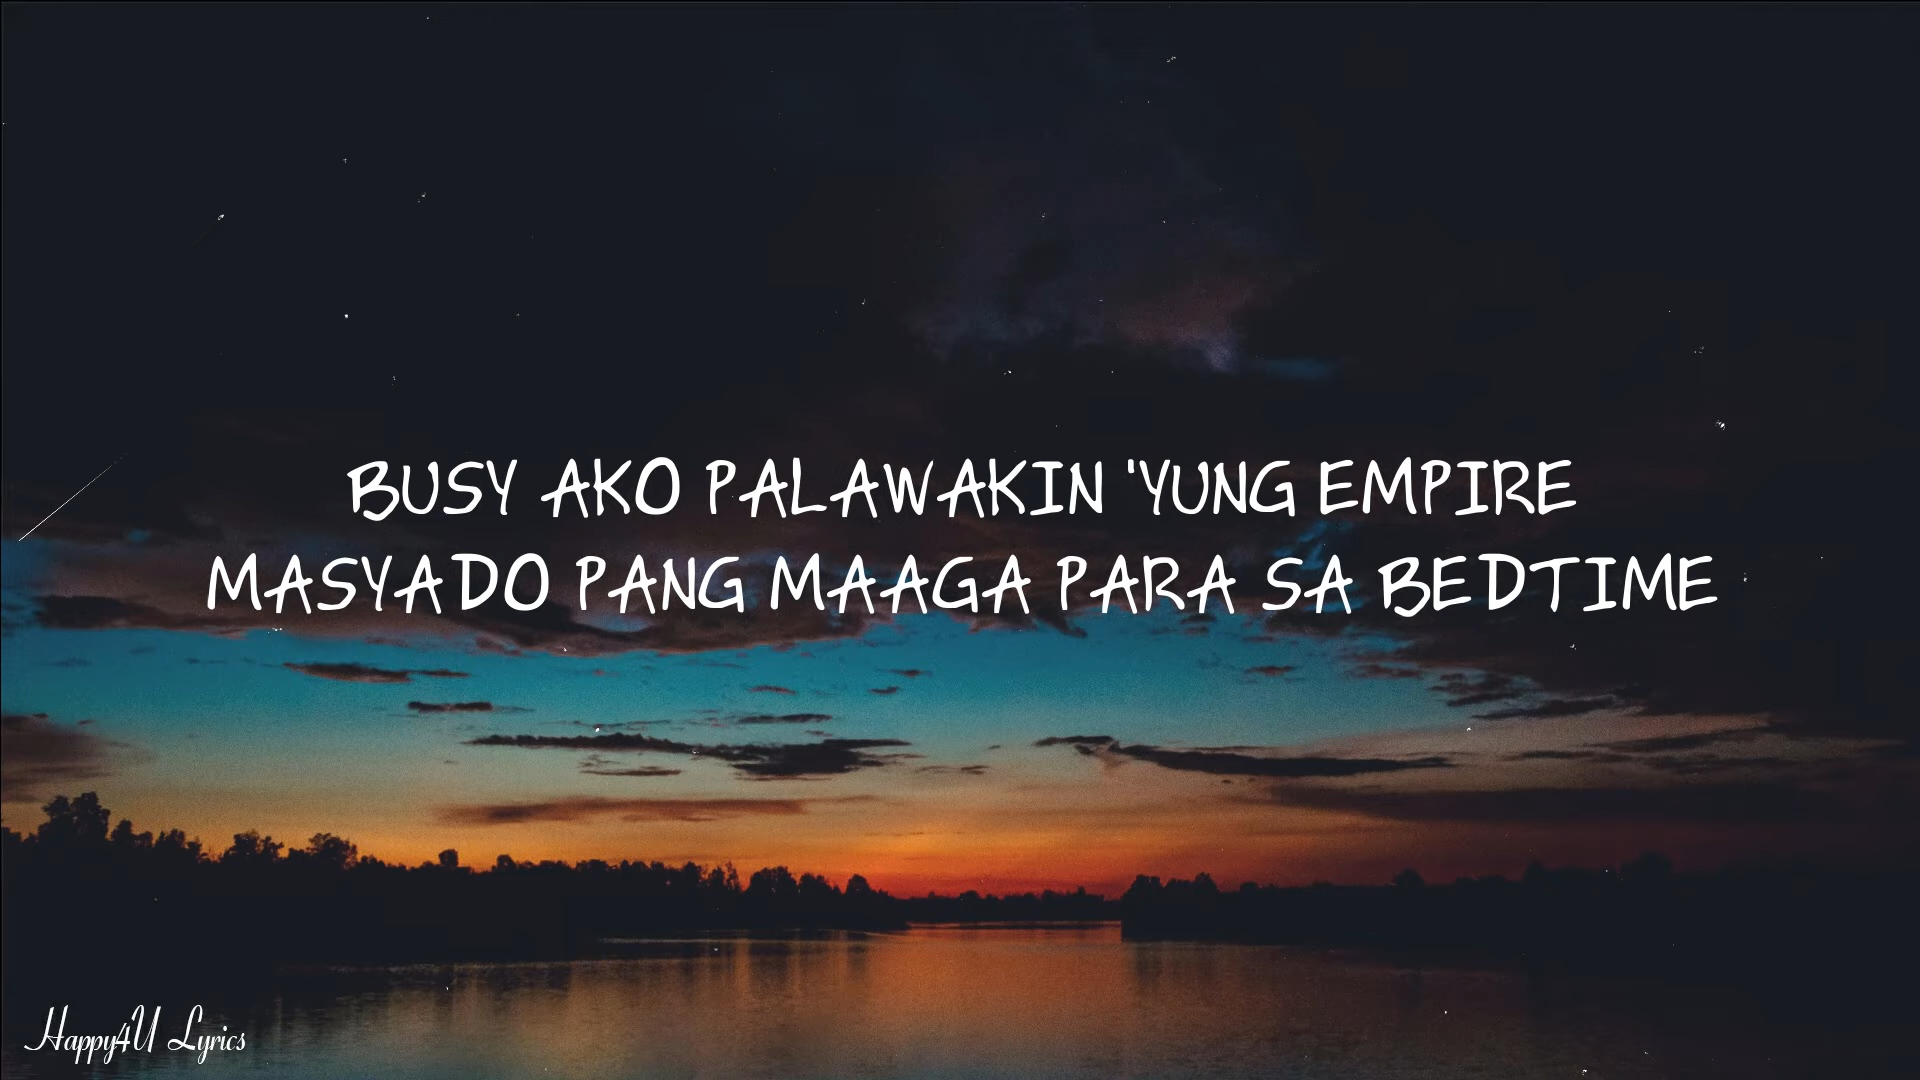 BUSY AKO PALAWAKIN 'YUNG EMPIRE
MASYADO PANG MAAGA PARA SA BEDTIME
Happy4U Lyrics